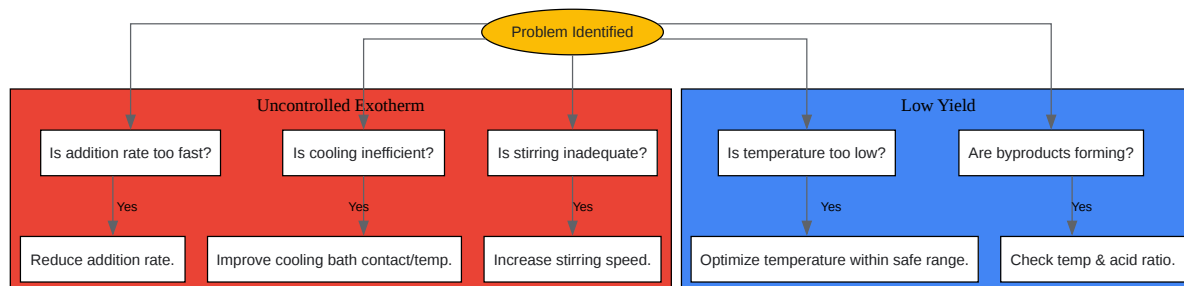 Problem Identified
Uncontrolled Exotherm
Low Yield
Is addition rate too fast?
Is cooling inefficient?
Is stirring inadequate?
Is temperature too low?
Are byproducts forming?
Yes
Yes
Yes
Yes
Yes
Reduce addition rate.
Improve cooling bath contact/temp.
Increase stirring speed.
Optimize temperature within safe range.
Check temp & acid ratio.